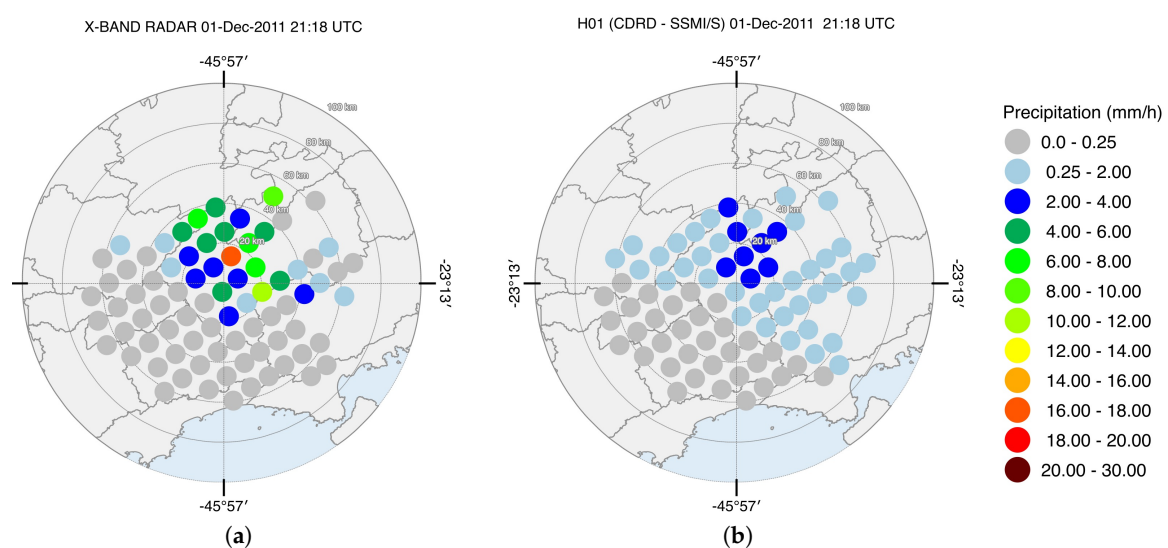 X-BAND RADAR 01-Dec-2011 21:18 UTC
-45°57′
100 km
80 km
60 km
40 km
20 km
-23°13′
-45°57′
(a)
H01 (CDRD - SSMI/S) 01-Dec-2011 21:18 UTC
-45°57′
100 km
80 km
60 km
40 km
20 km
-23°13′
-23°13′
-45°57′
(b)
Precipitation (mm/h)
0.0 - 0.25
0.25 - 2.00
2.00 - 4.00
4.00 - 6.00
6.00 - 8.00
8.00 - 10.00
10.00 - 12.00
12.00 - 14.00
14.00 - 16.00
16.00 - 18.00
18.00 - 20.00
20.00 - 30.00